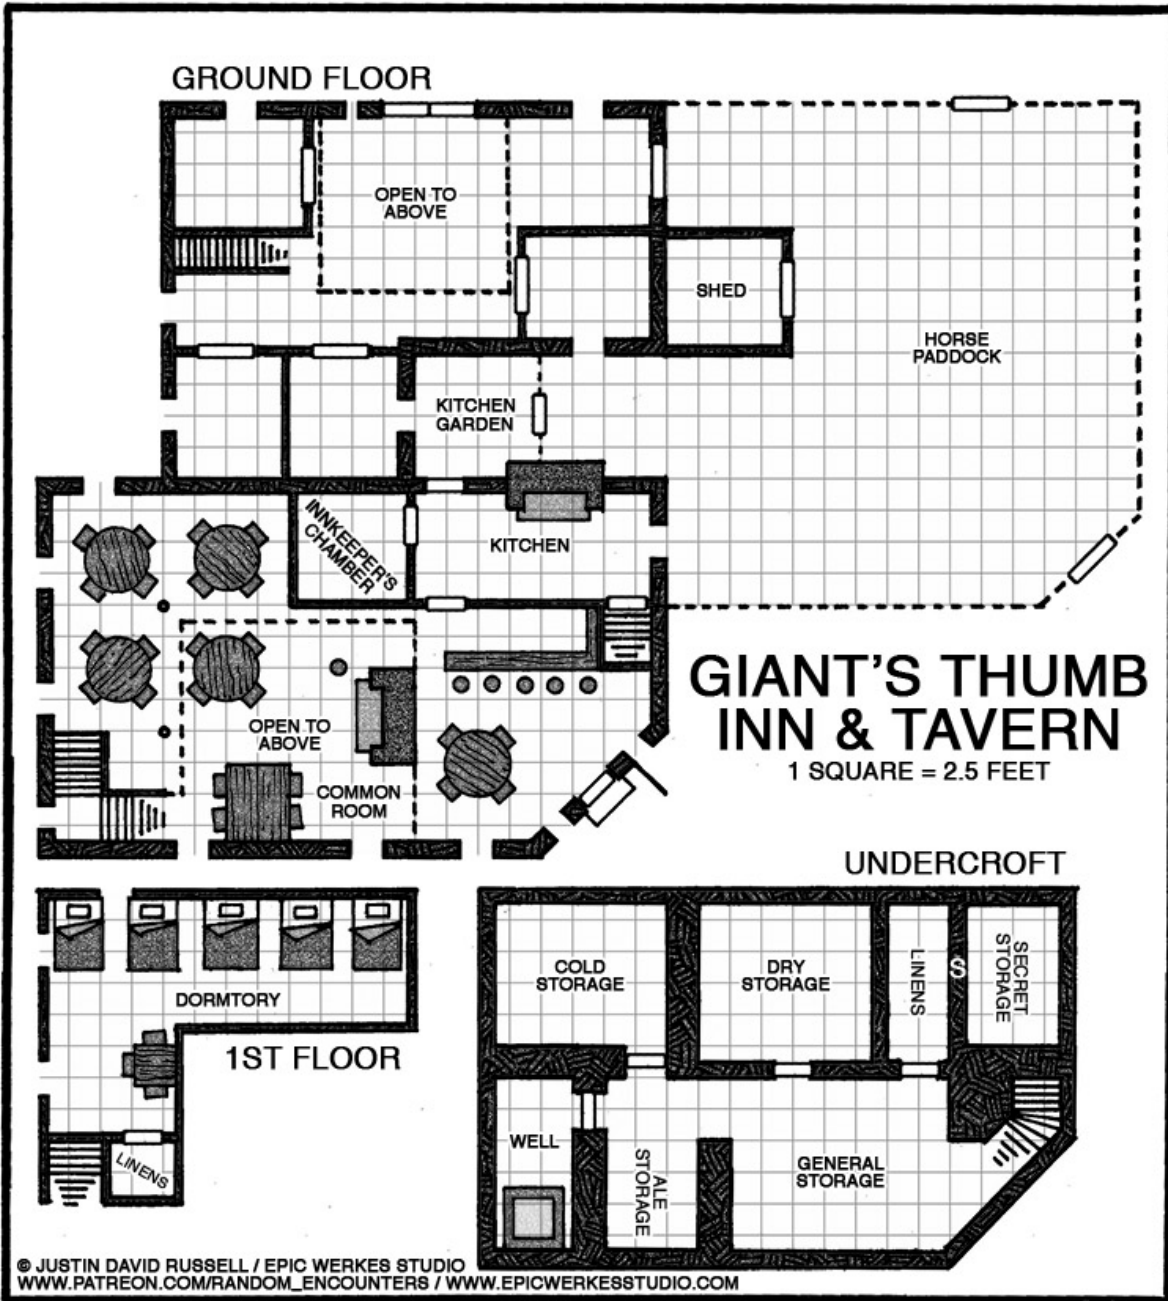 GROUND FLOOR
OPEN TO
ABOVE
SHED
HORSE
PADDOCK
KITCHEN
GARDEN
INNKEEPER'S
CHAMBER
KITCHEN
GIANT'S THUMB
INN & TAVERN
1 SQUARE = 2.5 FEET
OPEN TO
ABOVE
COMMON
ROOM
UNDERCROFT
DORMTORY
1ST FLOOR
LINENS
COLD
STORAGE
DRY
STORAGE
LINENS
S
SECRET
STORAGE
WELL
ALE
STORAGE
GENERAL
STORAGE
© JUSTIN DAVID RUSSELL / EPIC WERKES STUDIO
WWW.PATREON.COM/RANDOM_ENCOUNTERS / WWW.EPICWERKESSTUDIO.COM